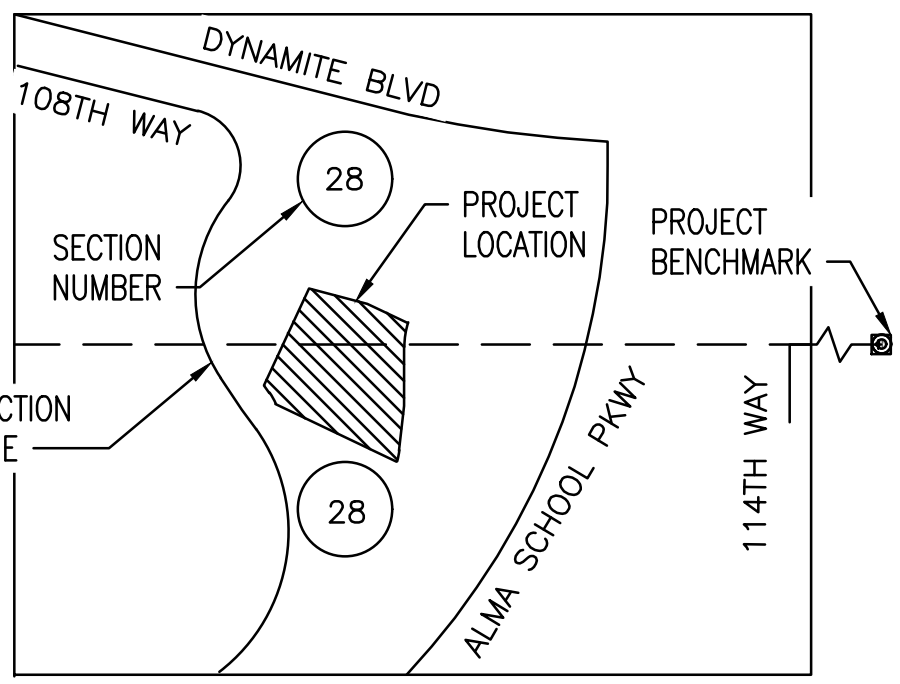 DYNAMITE BLVD
108TH WAY
28
PROJECT
LOCATION
PROJECT
BENCHMARK
SECTION
NUMBER
ALMA SCHOOL PKWY
114TH WAY
28